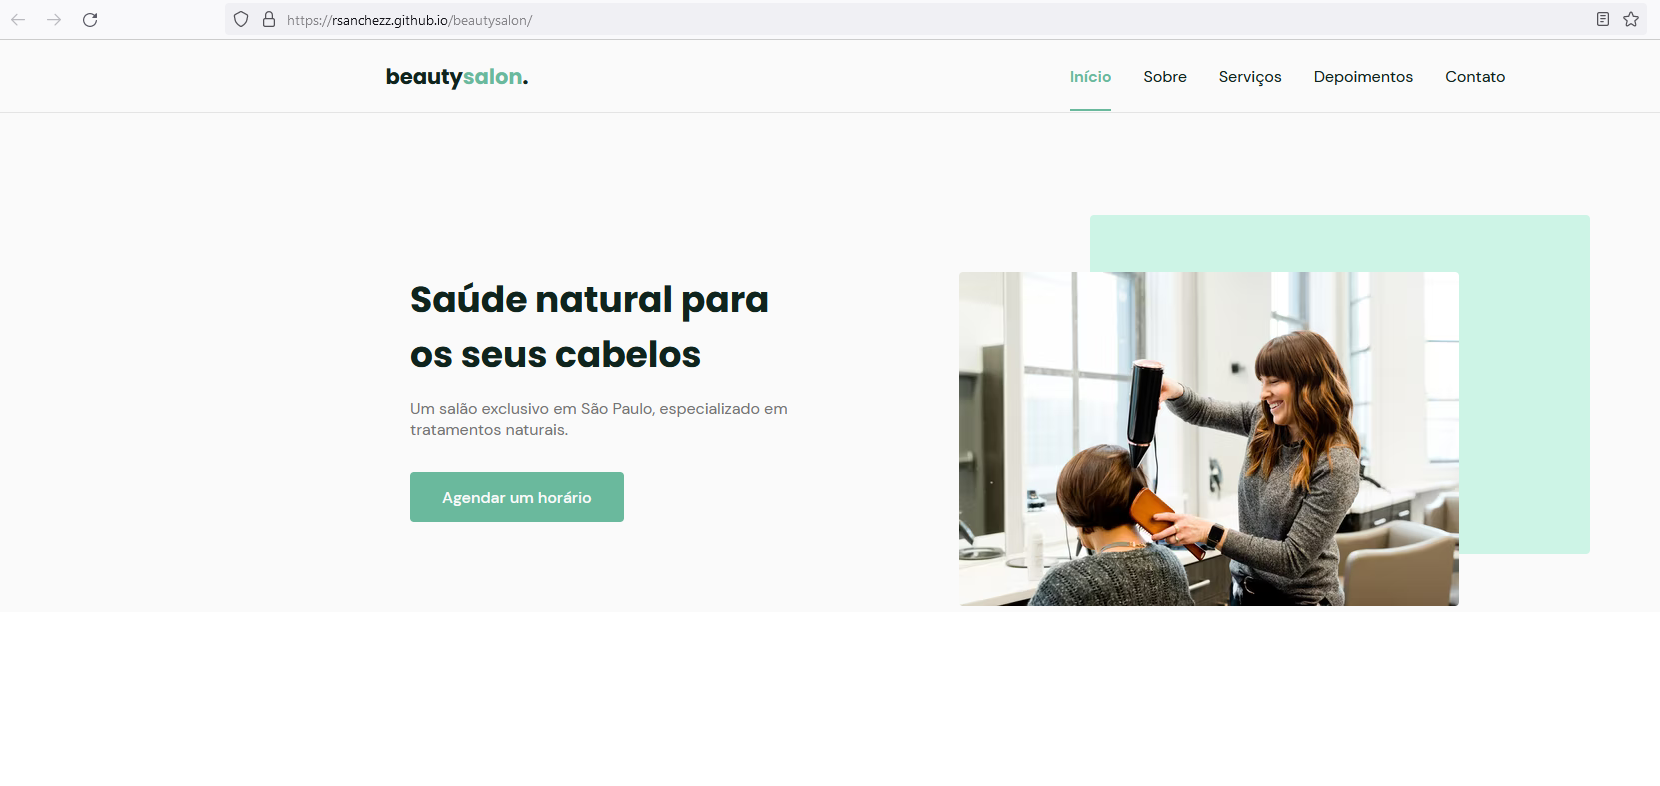 https://rsanchezz.github.io/beautysalon/
beautysalon.
Início Sobre Serviços Depoimentos Contato
Saúde natural para
os seus cabelos
Um salão exclusivo em São Paulo, especializado em
tratamentos naturais.
Agendar um horário